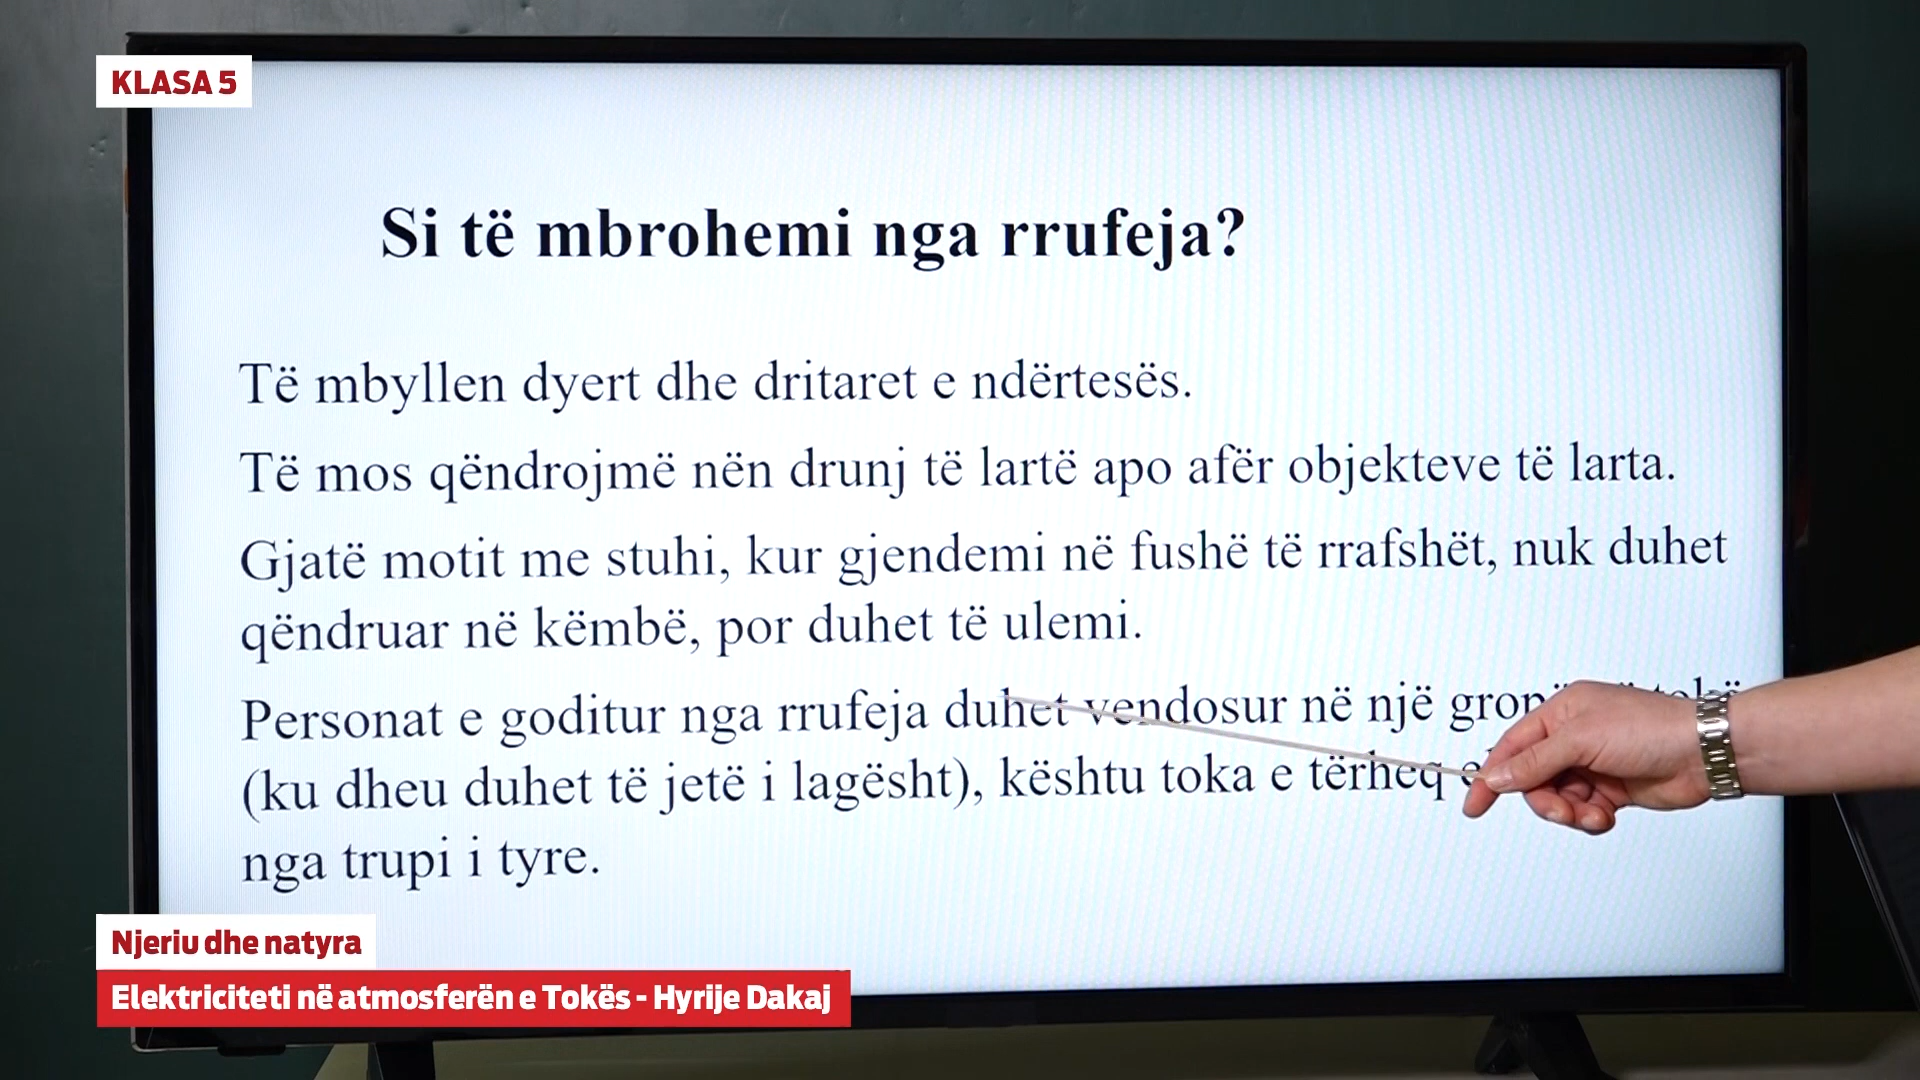 KLASA 5
Si të mbrohemi nga rrufeja?
Të mbyllen dyert dhe dritaret e ndërtesës.
Të mos qëndrojmë nën drunj të lartë apo afër objekteve të larta.
Gjatë motit me stuhi, kur gjendemi në fushë të rrafshët, nuk duhet
qëndruar në këmbë, por duhet të ulemi.
Personat e goditur nga rrufeja duhet vendosur në një
(ku dheu duhet të jetë i lagësht), kështu toka e tërheq
nga trupi i tyre.
Njeriu dhe natyra
Elektriciteti në atmosferën e Tokës - Hyrije Dakaj